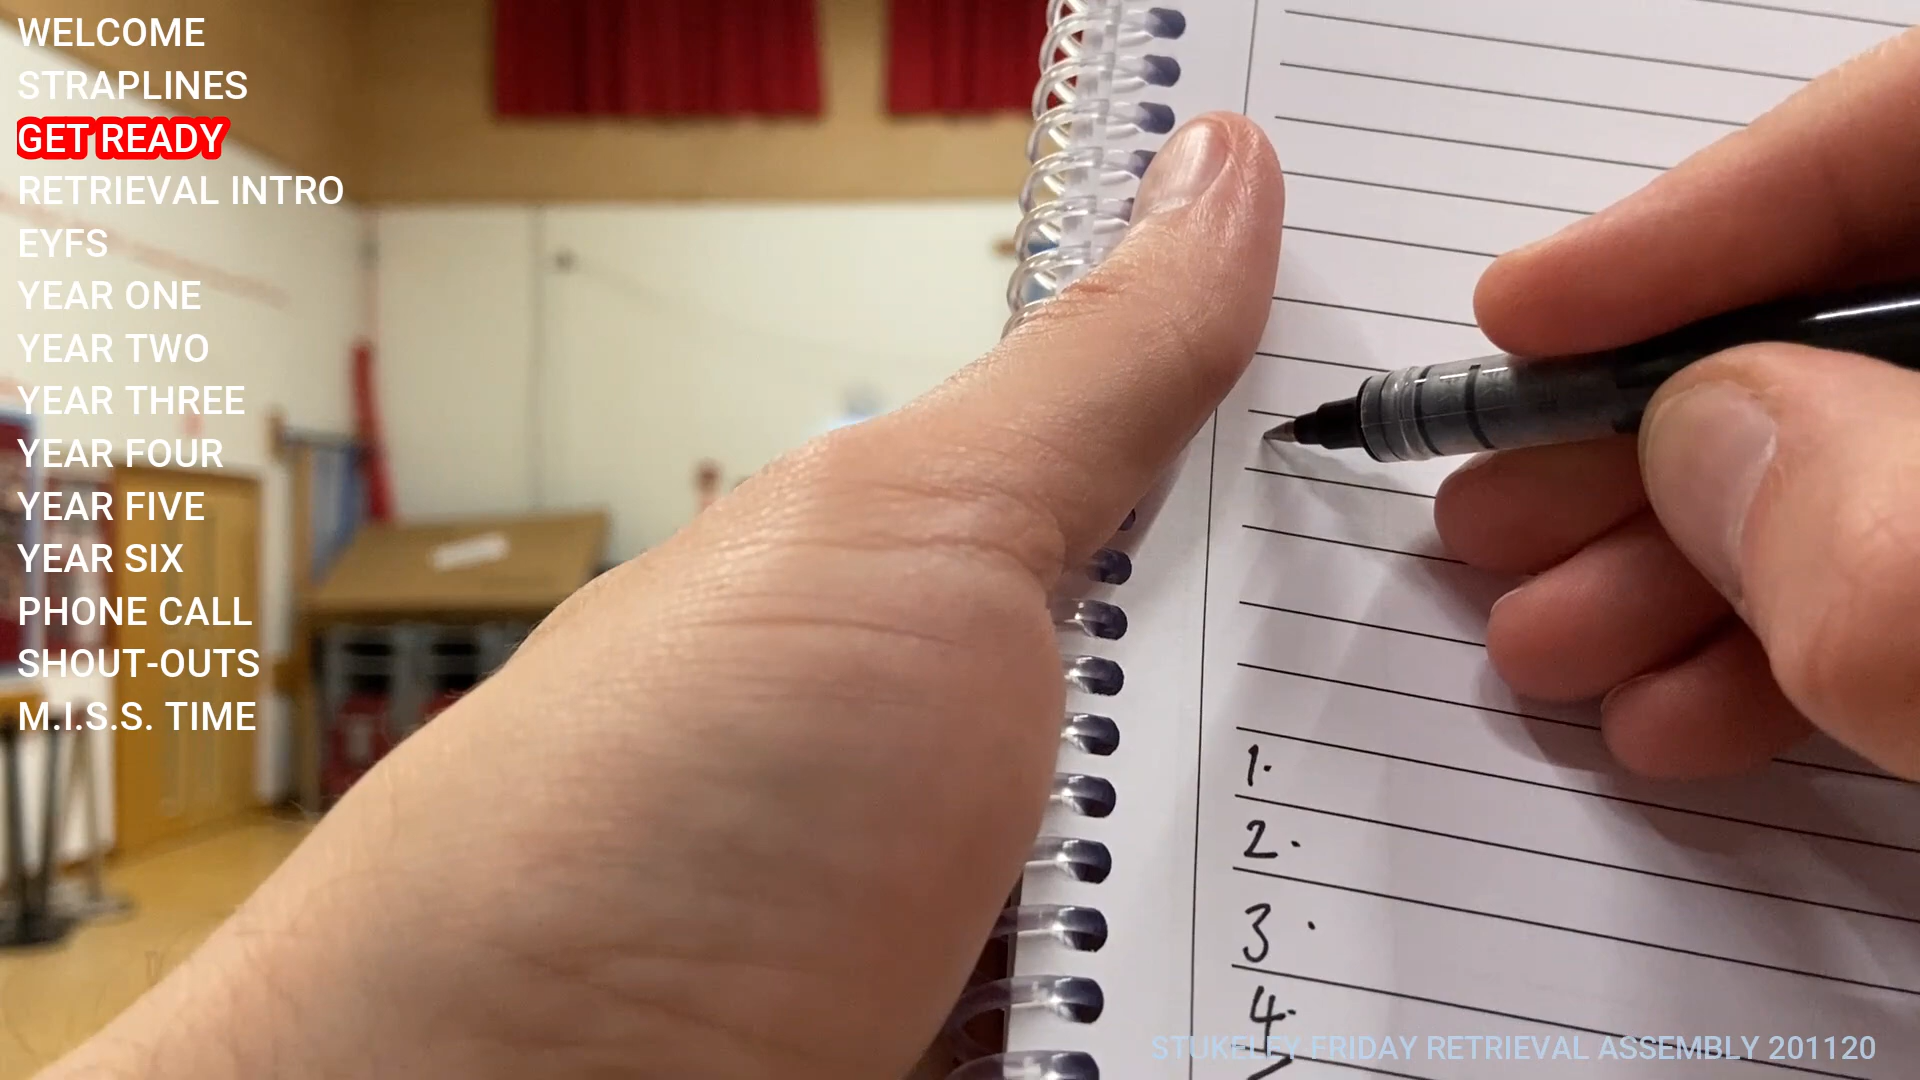 WELCOME
STRAPLINES
GET READY
RETRIEVAL INTRO
EYFS
YEAR ONE
YEAR TWO
YEAR THREE
YEAR FOUR
YEAR FIVE
YEAR SIX
PHONE CALL
SHOUT-OUTS
M.I.S.S. TIME
1.
2.
3.
4.
STUKELEY FRIDAY RETRIEVAL ASSEMBLY 201120